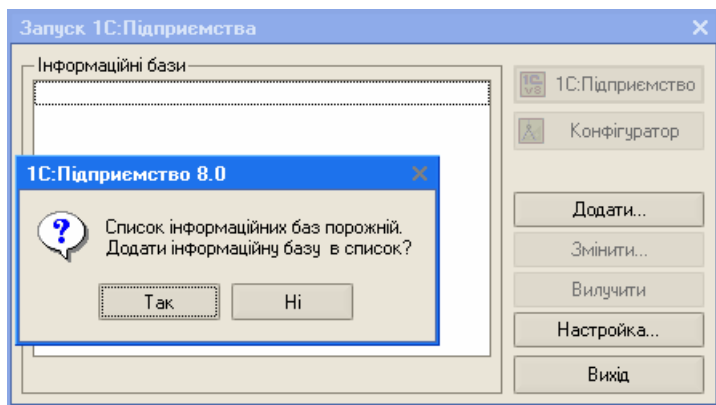 Запуск 1С:Підприємства
Інформаційні бази
1С:Підприємство
Конфігуратор
1С:Підприємство 8.0
Список інформаційних баз порожній.
Додати інформаційну базу в список?
Так
Ні
Додати...
Змінити...
Вилучити
Настройка...
Вихід